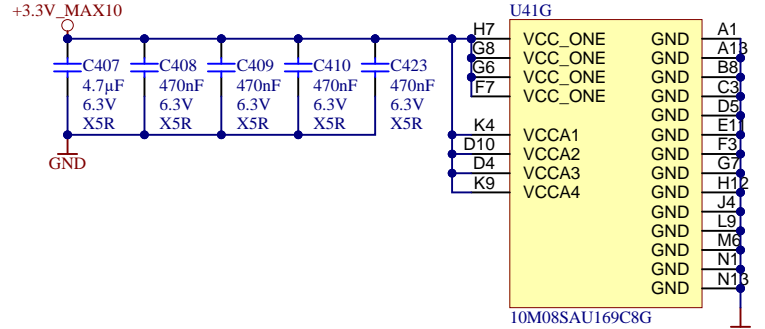 +3.3V_MAX10
U41G
C407
4.7µF
6.3V
X5R
C408
470nF
6.3V
X5R
C409
470nF
6.3V
X5R
C410
470nF
6.3V
X5R
C423
470nF
6.3V
X5R
GND
H7 VCC_ONE GND A1
G8 VCC_ONE GND A13
G6 VCC_ONE GND B8
F7 VCC_ONE GND C3
GND D5
K4 VCCA1 GND E11
D10 VCCA2 GND F3
D4 VCCA3 GND G7
K9 VCCA4 GND H12
GND J4
GND L9
GND M6
GND N1
GND N13
10M08SAU169C8G